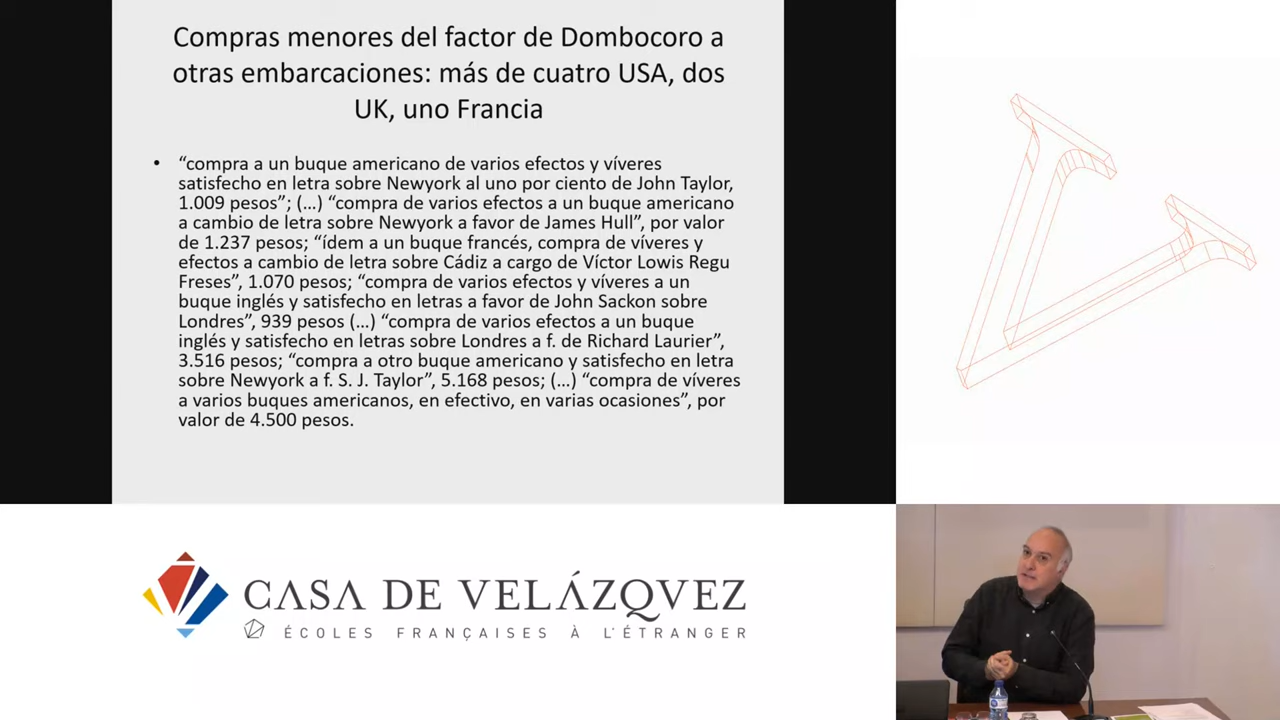 Compras menores del factor de Dombocoro a
otras embarcaciones: más de cuatro USA, dos
UK, uno Francia
• “compra a un buque americano de varios efectos y víveres
satisfecho en letra sobre Newyork al uno por ciento de John Taylor,
1.009 pesos”; (…) “compra de varios efectos a un buque americano
a cambio de letra sobre Newyork a favor de James Hull”, por valor
de 1.237 pesos; “ídem a un buque francés, compra de víveres y
efectos a cambio de letra sobre Cádiz a cargo de Víctor Lowis Regu
Freses”, 1.070 pesos; “compra de varios efectos y víveres a un
buque inglés y satisfecho en letras a favor de John Sackon sobre
Londres”, 939 pesos (…) “compra de varios efectos a un buque
inglés y satisfecho en letras sobre Londres a f. de Richard Laurier”,
3.516 pesos; “compra a otro buque americano y satisfecho en letra
sobre Newyork a f. S. J. Taylor”, 5.168 pesos; (…) “compra de víveres
a varios buques americanos, en efectivo, en varias ocasiones”, por
valor de 4.500 pesos.
CASA DE VELÁZQVEZ
ÉCOLES FRANÇAISES À L'ÉTRANGER